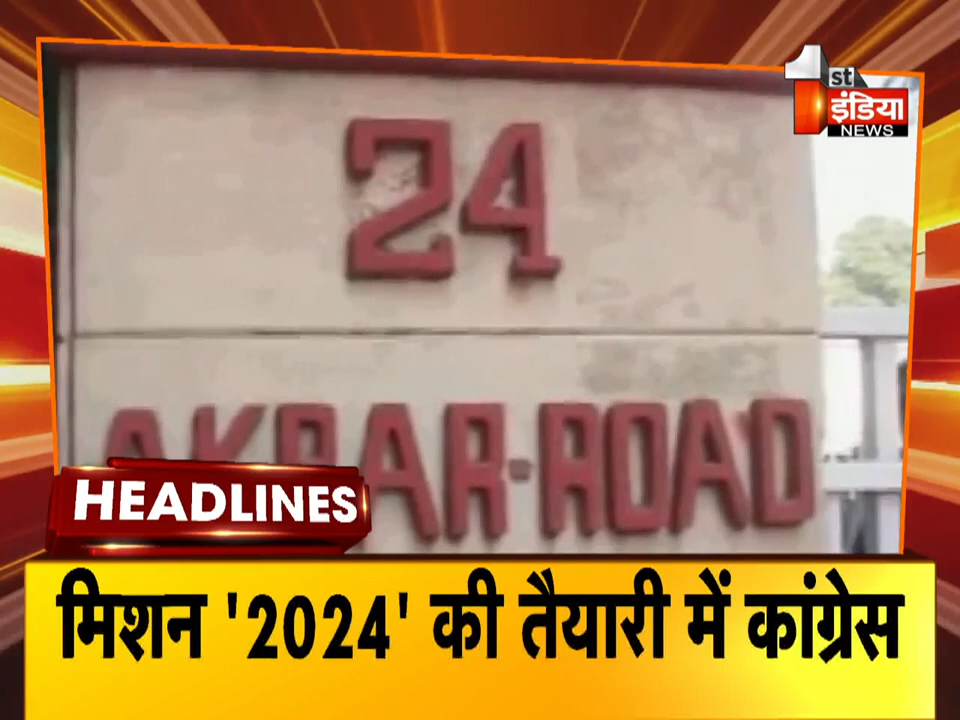 1st
इंडिया
NEWS
24
AKBAR-ROAD
HEADLINES
मिशन '2024' की तैयारी में कांग्रेस